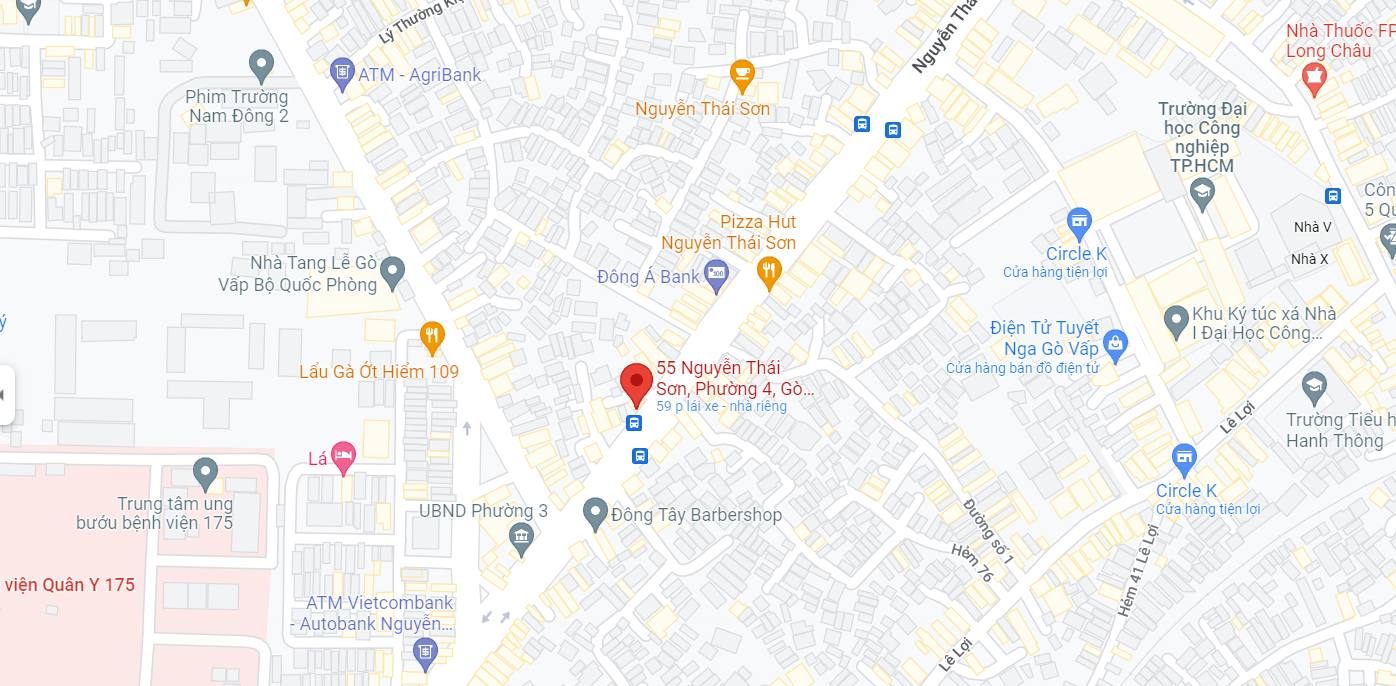 Lý Thường Kiệ
Nguyễn Thá
Nhà Thuốc FP
Long Châu
ATM - AgriBank
Phim Trường
Nam Đông 2
Nguyễn Thái Sơn
Trường Đại
học Công
nghiệp
TP.HCM
Côn
5 Qu
Nhà V
Nhà X
Pizza Hut
Nguyễn Thái Sơn
Circle K
Cửa hàng tiện lợi
Nhà Tang Lễ Gò
Vấp Bộ Quốc Phòng
Đông Á Bank
100
ý
Khu Ký túc xá Nhà
I Đại Học Công...
Điện Tử Tuyết
Nga Gò Vấp
Cửa hàng bán đồ điện tử
Lẩu Gà Ớt Hiểm 109
55 Nguyễn Thái
Sơn, Phường 4, Gò...
59 p lái xe - nhà riêng
Lê Lợi
Trường Tiểu h
Hanh Thông
Lá
Trung tâm ung
bướu bệnh viện 175
UBND Phường 3
Đông Tây Barbershop
Circle K
Cửa hàng tiện lợi
Đường số 1
Hẻm 76
Hẻm 41 Lê Lợi
viện Quân Y 175
ATM Vietcombank
- Autobank Nguyễn...
Lê Lợi